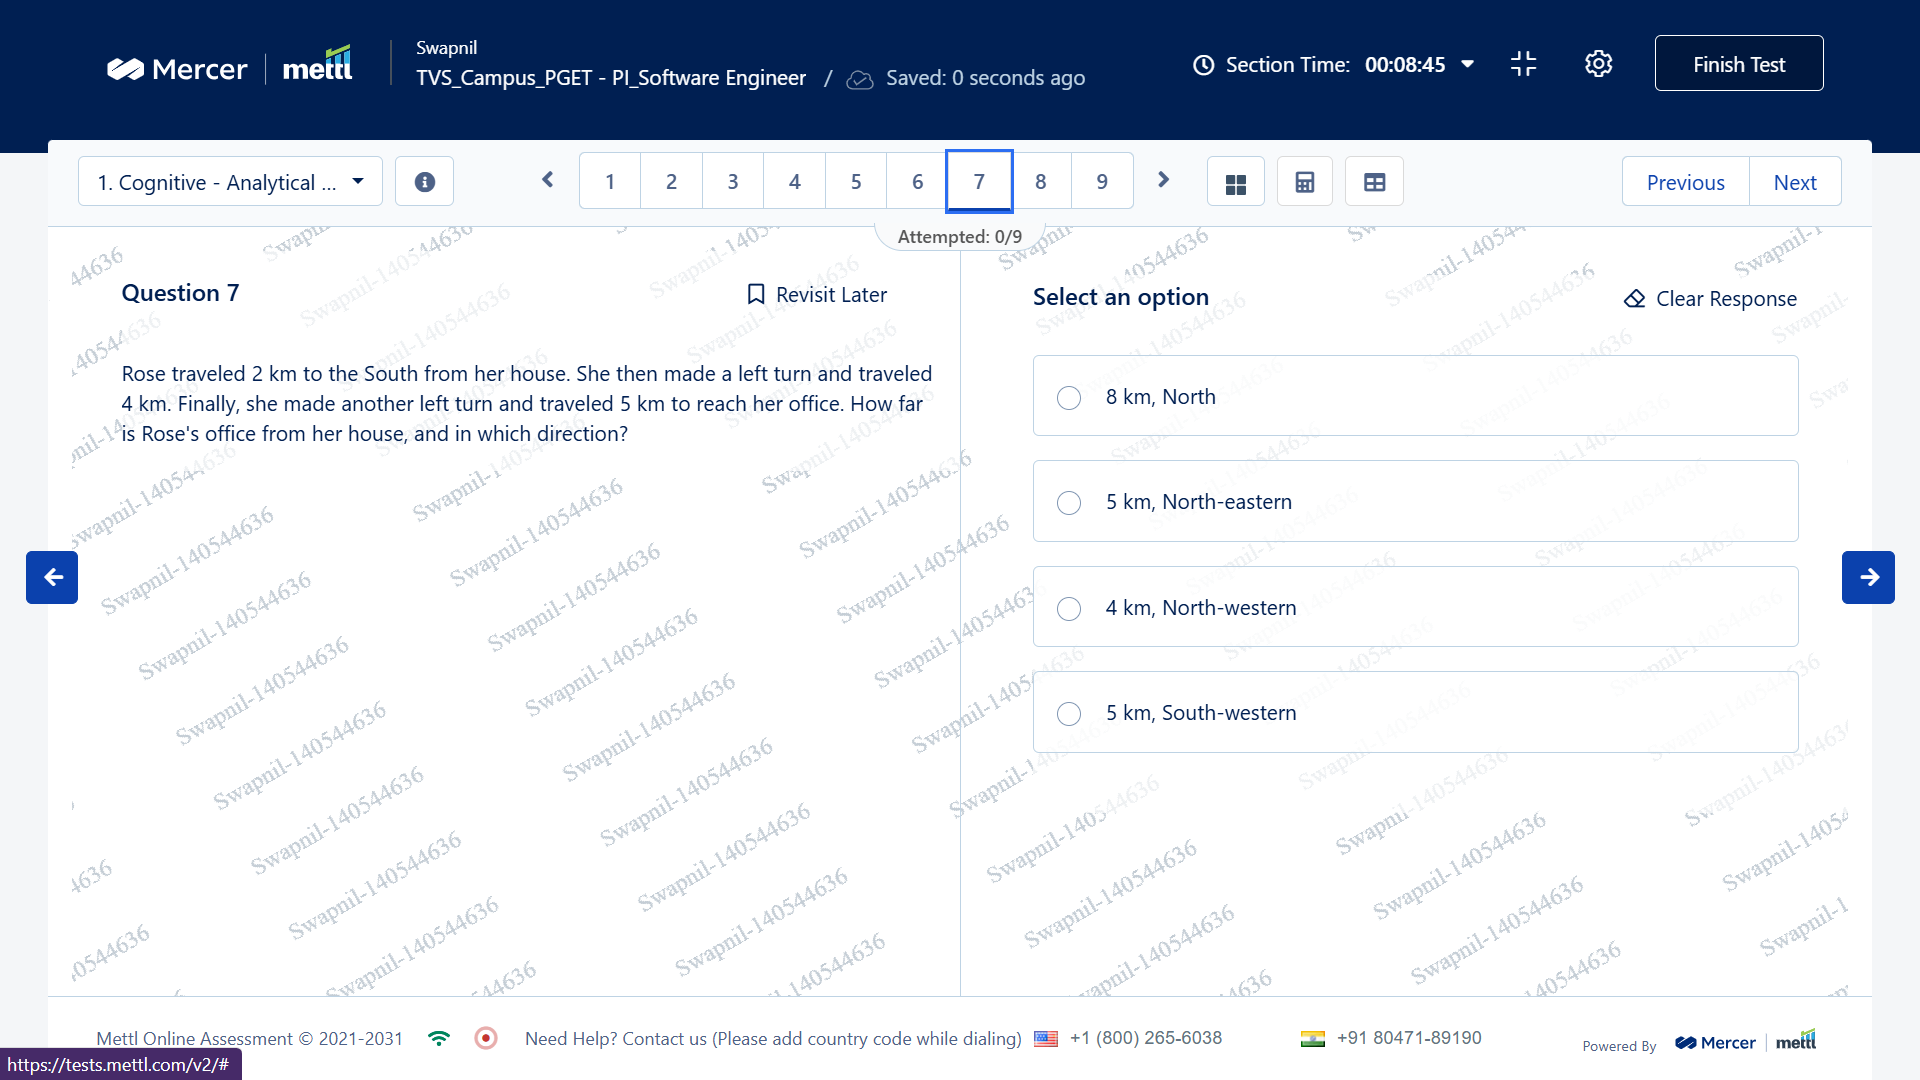 Mercer | mettl
Swapnil
TVS_Campus_PGET - PI_Software Engineer / Saved: 0 seconds ago
Section Time: 00:08:45
Finish Test
1. Cognitive - Analytical ...
1 2 3 4 5 6 7 8 9
Previous Next
Attempted: 0/9
Question 7
Revisit Later
Rose traveled 2 km to the South from her house. She then made a left turn and traveled
4 km. Finally, she made another left turn and traveled 5 km to reach her office. How far
is Rose's office from her house, and in which direction?
Select an option
Clear Response
8 km, North
5 km, North-eastern
4 km, North-western
5 km, South-western
Swapnil-140544636
Mettl Online Assessment © 2021-2031
Need Help? Contact us (Please add country code while dialing) +1 (800) 265-6038 +91 80471-89190
Powered By Mercer | mettl
https://tests.mettl.com/v2/#